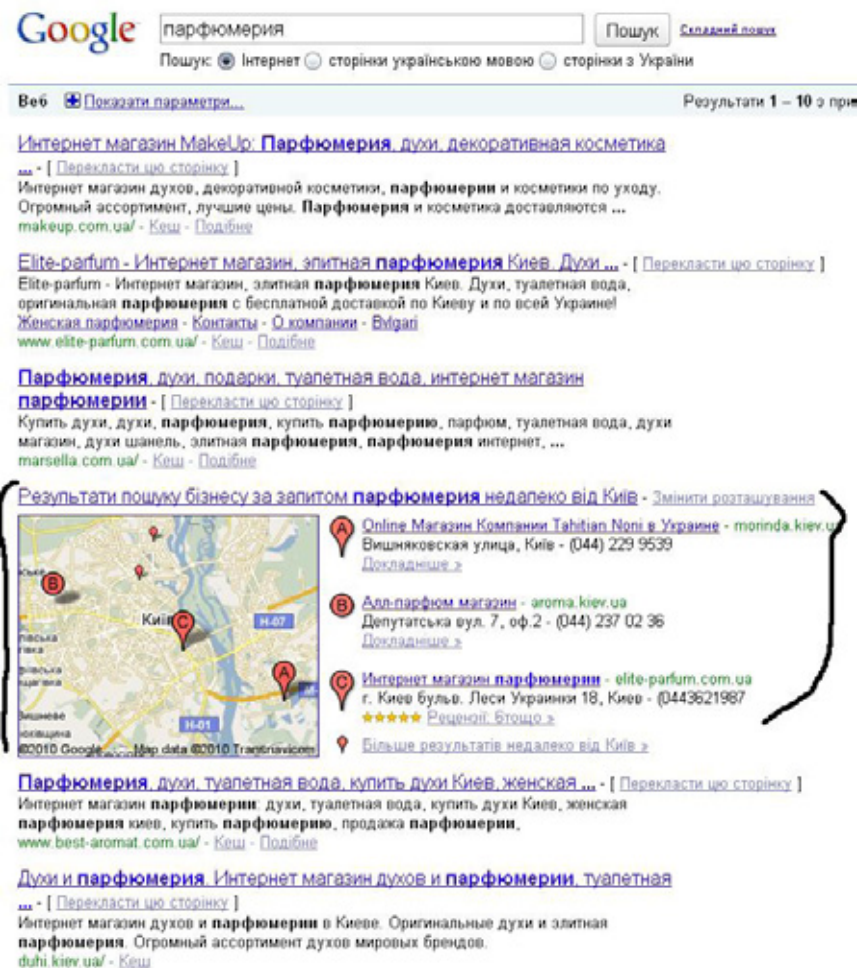 Google парфюмерия Пошук Складний пошук
Пошук: Інтернет сторінки українською мовою сторінки з України
Веб Показати параметри... Результати 1 – 10 з
Интернет магазин MakeUp: Парфюмерия, духи, декоративная косметика
... - [ Перекласти цю сторінку ]
Интернет магазин духов, декоративной косметики, парфюмерии и косметики по уходу.
Огромный ассортимент, лучшие цены. Парфюмерия и косметика доставляются ...
makeup.com.ua/ - Кеш - Подібне
Elite-parfum - Интернет магазин, элитная парфюмерия Киев. Духи ... - [ Перекласти цю сторінку ]
Elite-parfum - Интернет магазин, элитная парфюмерия Киев. Духи, туалетная вода,
оригинальная парфюмерия с бесплатной доставкой по Киеву и по всей Украине!
Женская парфюмерия - Контакты - О компании - Bvlgari
www.elite-parfum.com.ua/ - Кеш - Подібне
Парфюмерия, духи, подарки, туалетная вода, интернет магазин
парфюмерии - [ Перекласти цю сторінку ]
Купить духи, духи, парфюмерия, купить парфюмерию, парфюм, туалетная вода, духи
магазин, духи шанель, элитная парфюмерия, парфюмерия интернет, ...
marsella.com.ua/ - Кеш - Подібне
Результати пошуку бізнесу за запитом парфюмерия недалеко від Київ - Змінити розташування
A Online Магазин Компании Tahitian Noni в Украине - morinda.kiev.u
Вишняковская улица, Київ - (044) 229 9539
Докладніше »
B Алл-парфюм магазин - aroma.kiev.ua
Депутатська вул. 7, оф.2 - (044) 237 02 36
Докладніше »
C Интернет магазин парфюмерии - elite-parfum.com.ua
г. Киев бульв. Леси Украинки 18, Киев - (0443621987
Рецензії: 6тощо »
Більше результатів недалеко від Київ »
B
Київ
C
H-07
A
Вишневе
H-01
©2010 Google Map data ©2010
Парфюмерия, духи, туалетная вода, купить духи Киев, женская ... - [ Перекласти цю сторінку ]
Интернет магазин парфюмерии: духи, туалетная вода, купить духи Киев, женская
парфюмерия киев, купить парфюмерию, продажа парфюмерии,
www.best-aromat.com.ua/ - Кеш - Подібне
Духи и парфюмерия. Интернет магазин духов и парфюмерии, туалетная
... - [ Перекласти цю сторінку ]
Интернет магазин духов и парфюмерии в Киеве. Оригинальные духи и элитная
парфюмерия. Огромный ассортимент духов мировых брендов.
duhi.kiev.ua/ - Кеш